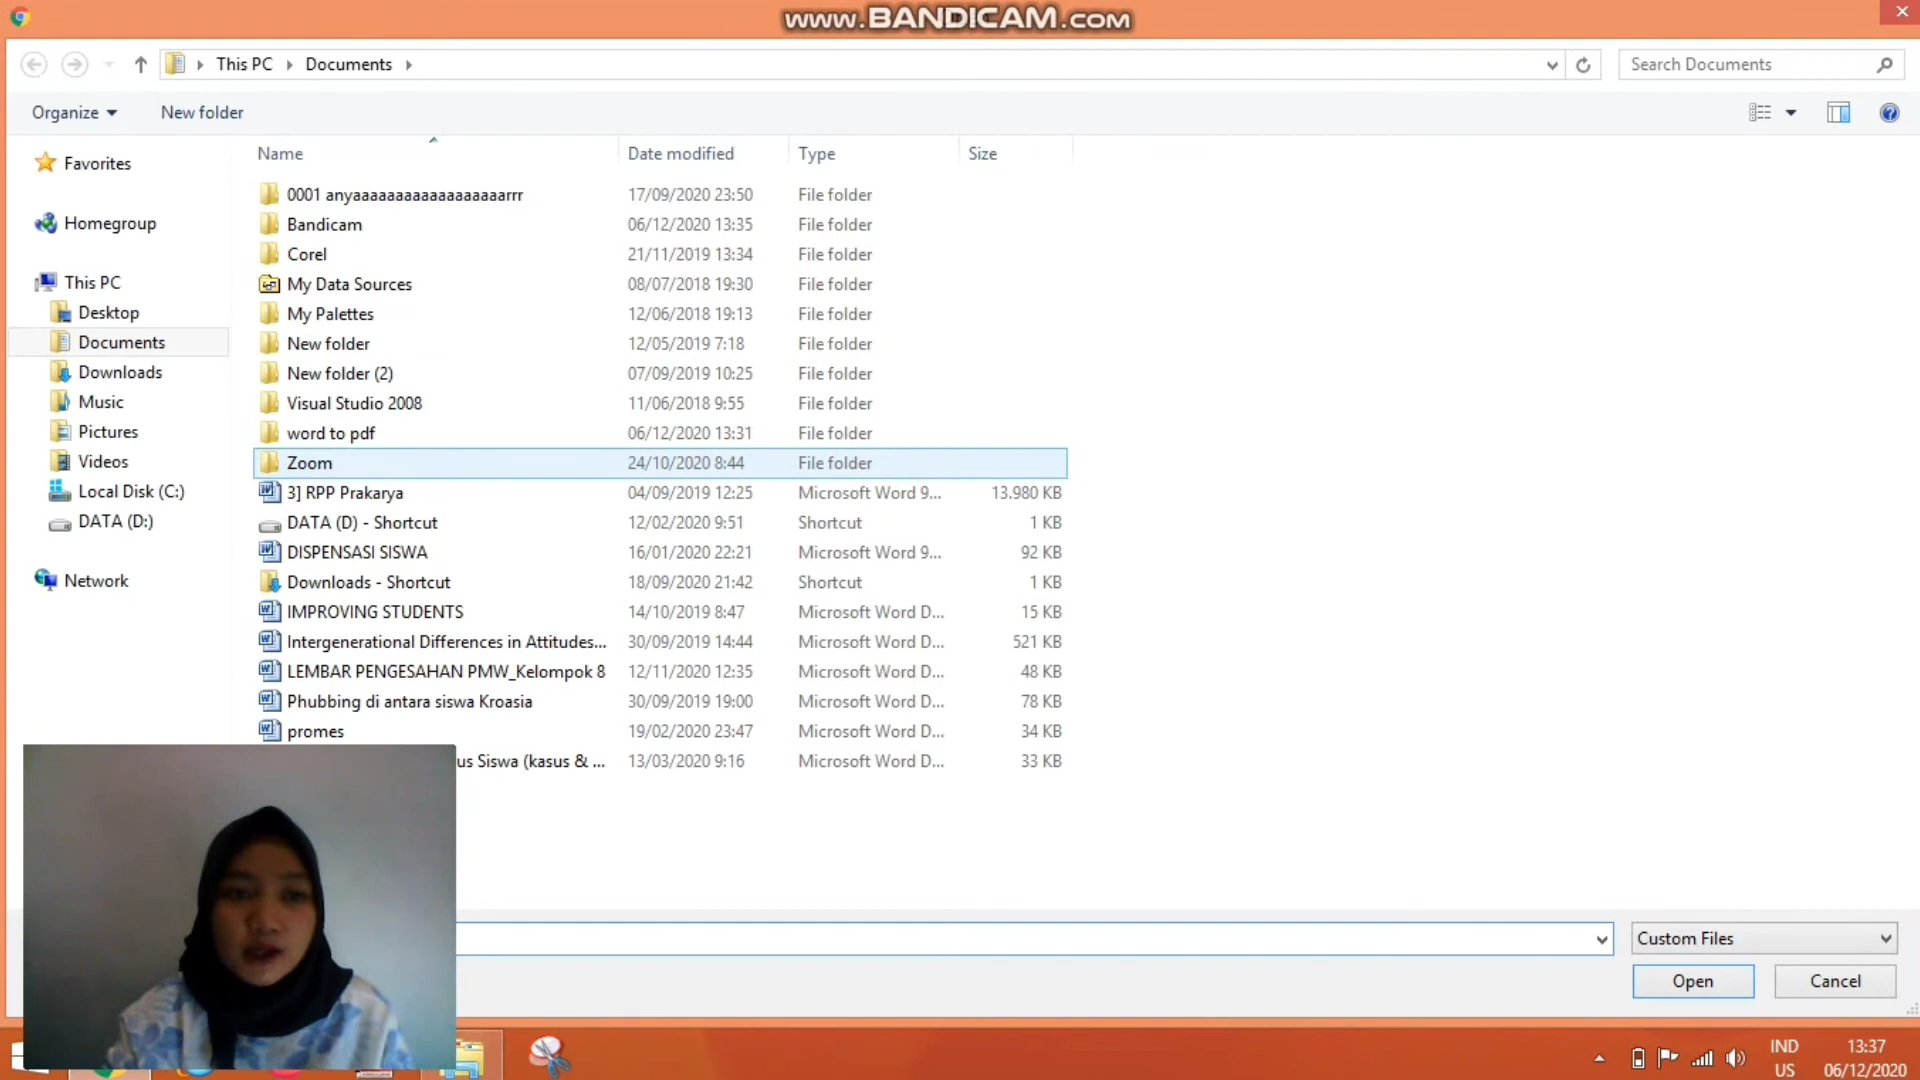 www.BANDICAM.com
This PC Documents
Search Documents
Organize New folder
Name Date modified Type Size
Favorites
Homegroup
This PC
Desktop
Documents
Downloads
Music
Pictures
Videos
Local Disk (C:)
DATA (D:)
Network
0001 anyaaaaaaaaaaaaaaaaaarrr 17/09/2020 23:50 File folder
Bandicam 06/12/2020 13:35 File folder
Corel 21/11/2019 13:34 File folder
My Data Sources 08/07/2018 19:30 File folder
My Palettes 12/06/2018 19:13 File folder
New folder 12/05/2019 7:18 File folder
New folder (2) 07/09/2019 10:25 File folder
Visual Studio 2008 11/06/2018 9:55 File folder
word to pdf 06/12/2020 13:31 File folder
Zoom 24/10/2020 8:44 File folder
3] RPP Prakarya 04/09/2019 12:25 Microsoft Word 9... 13.980 KB
DATA (D) - Shortcut 12/02/2020 9:51 Shortcut 1 KB
DISPENSASI SISWA 16/01/2020 22:21 Microsoft Word 9... 92 KB
Downloads - Shortcut 18/09/2020 21:42 Shortcut 1 KB
IMPROVING STUDENTS 14/10/2019 8:47 Microsoft Word D... 15 KB
Intergenerational Differences in Attitudes... 30/09/2019 14:44 Microsoft Word D... 521 KB
LEMBAR PENGESAHAN PMW_Kelompok 8 12/11/2020 12:35 Microsoft Word D... 48 KB
Phubbing di antara siswa Kroasia 30/09/2019 19:00 Microsoft Word D... 78 KB
promes 19/02/2020 23:47 Microsoft Word D... 34 KB
us Siswa (kasus & ... 13/03/2020 9:16 Microsoft Word D... 33 KB
Custom Files
Open Cancel
IND 13:37
US 06/12/2020